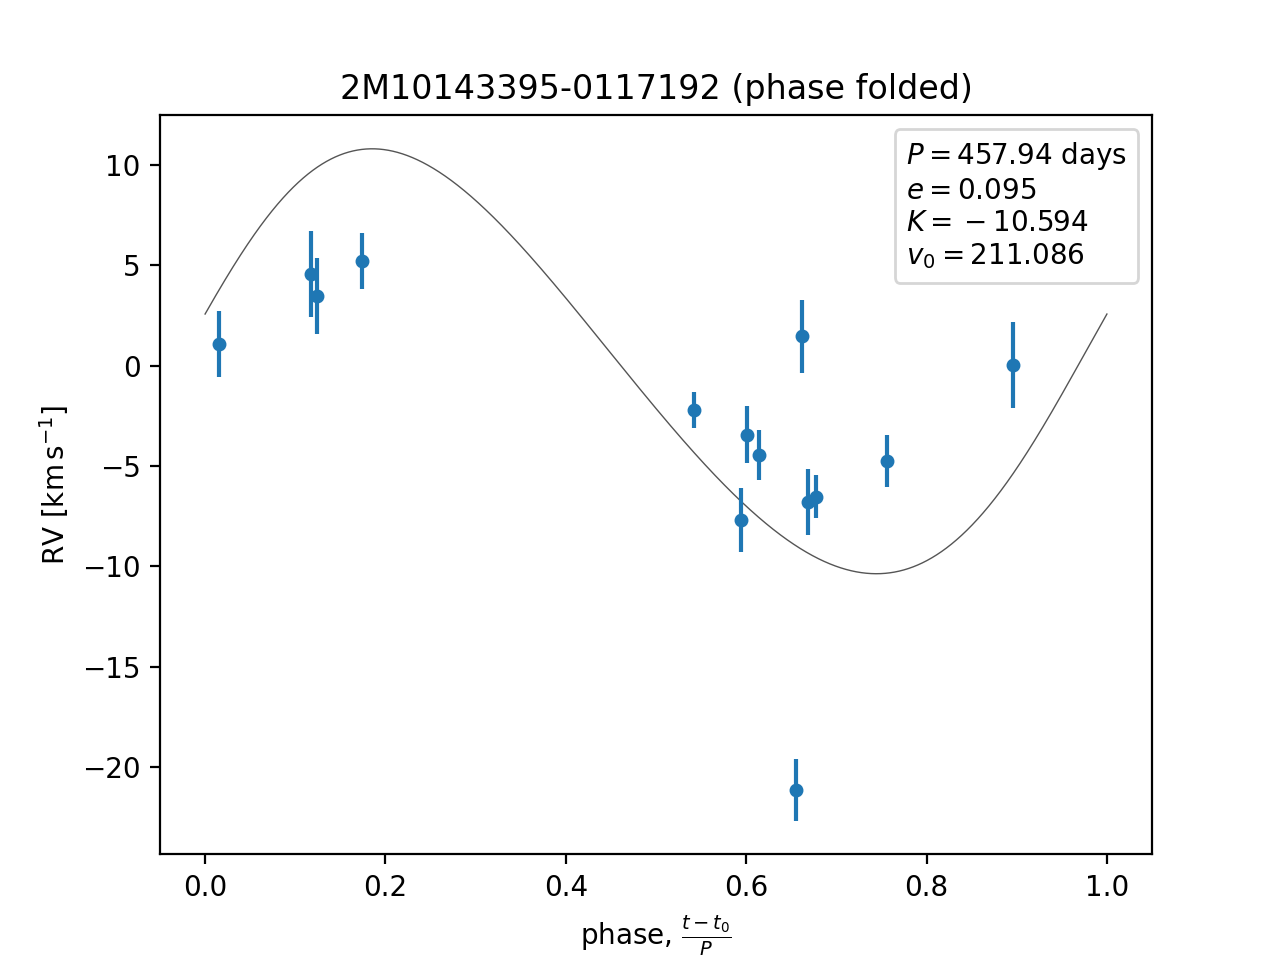 2M10143395-0117192 (phase folded)
P = 457.94 days
e = 0.095
K = −10.594
v₀ = 211.086
RV [km s⁻¹]
10
5
0
−5
−10
−15
−20
0.0 0.2 0.4 0.6 0.8 1.0
phase, (t − t₀)/P